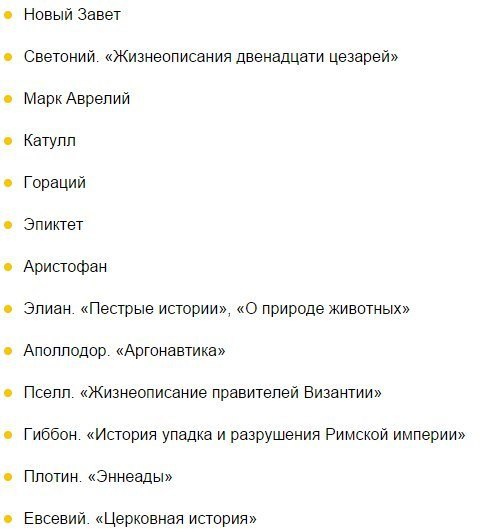 Новый Завет
Светоний. «Жизнеописания двенадцати цезарей»
Марк Аврелий
Катулл
Гораций
Эпиктет
Аристофан
Элиан. «Пестрые истории», «О природе животных»
Аполлодор. «Аргонавтика»
Пселл. «Жизнеописание правителей Византии»
Гиббон. «История упадка и разрушения Римской империи»
Плотин. «Эннеады»
Евсевий. «Церковная история»